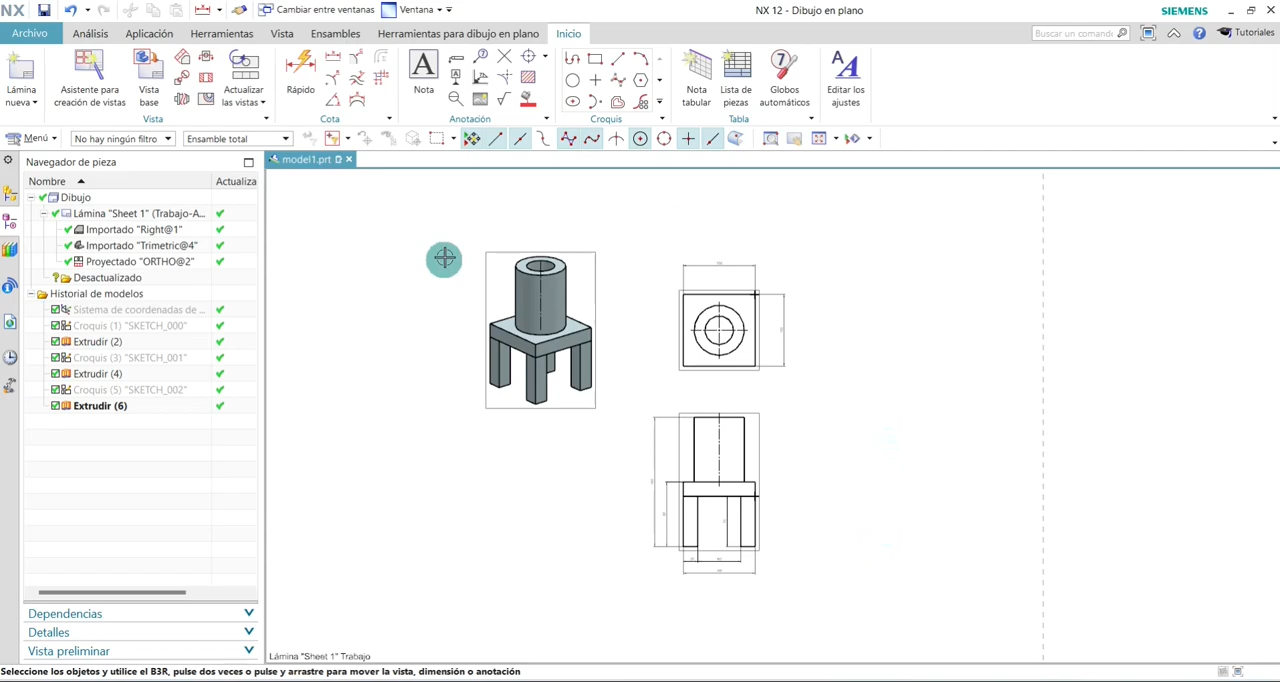 NX
Cambiar entre ventanas
Ventana
NX 12 - Dibujo en plano
SIEMENS
Archivo
Análisis
Aplicación
Herramientas
Vista
Ensambles
Herramientas para dibujo en plano
Inicio
Buscar un comando
Tutoriales
Lámina nueva
Asistente para creación de vistas
Vista base
Actualizar las vistas
Vista
Rápido
Cota
Nota
Anotación
Croquis
Nota tabular
Lista de piezas
Globos automáticos
Tabla
Editar los ajustes
Menú
No hay ningún filtro
Ensamble total
Navegador de pieza
model1.prt
Nombre
Actualiza
Dibujo
Lámina "Sheet 1" (Trabajo-A...
Importado "Right@1"
Importado "Trimetric@4"
Proyectado "ORTHO@2"
Desactualizado
Historial de modelos
Sistema de coordenadas de ...
Croquis (1) "SKETCH_000"
Extrudir (2)
Croquis (3) "SKETCH_001"
Extrudir (4)
Croquis (5) "SKETCH_002"
Extrudir (6)
Dependencias
Detalles
Vista preliminar
Lámina "Sheet 1" Trabajo
Seleccione los objetos y utilice el B3R, pulse dos veces o pulse y arrastre para mover la vista, dimensión o anotación